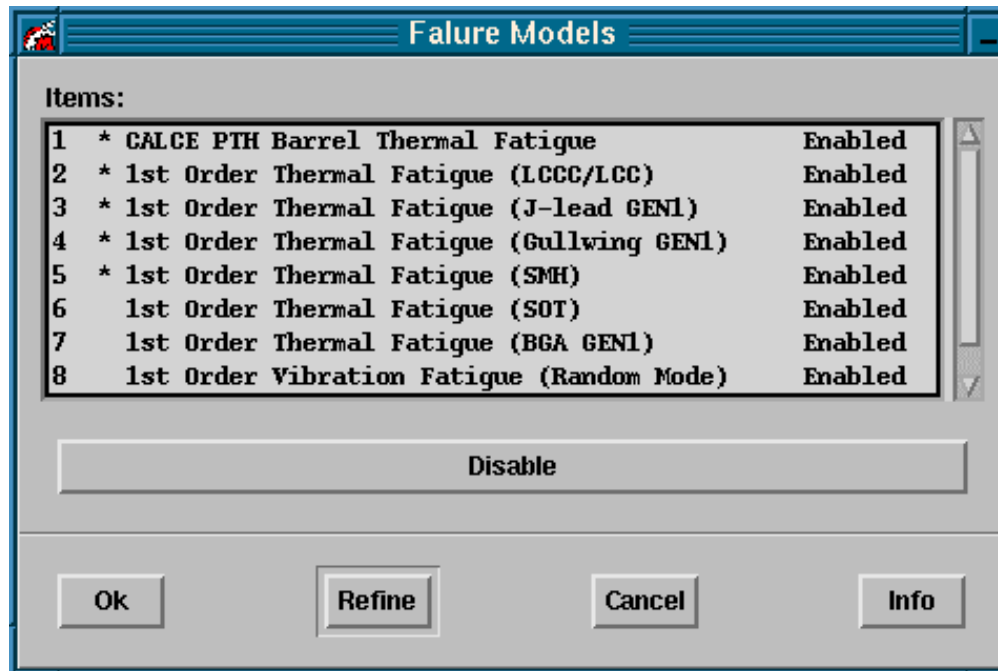 Falure Models
Items:
1 * CALCE PTH Barrel Thermal Fatigue Enabled
2 * 1st Order Thermal Fatigue (LCCC/LCC) Enabled
3 * 1st Order Thermal Fatigue (J-lead GEN1) Enabled
4 * 1st Order Thermal Fatigue (Gullwing GEN1) Enabled
5 * 1st Order Thermal Fatigue (SMH) Enabled
6 1st Order Thermal Fatigue (SOT) Enabled
7 1st Order Thermal Fatigue (BGA GEN1) Enabled
8 1st Order Vibration Fatigue (Random Mode) Enabled
Disable
Ok Refine Cancel Info